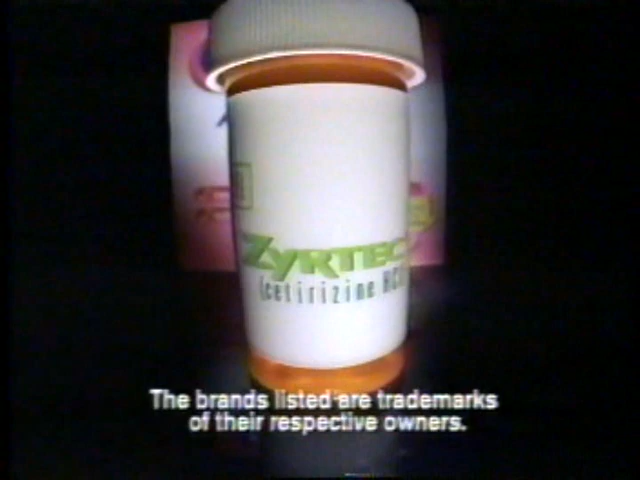 ZYRTEC
(cetirizine HCl)
The brands listed are trademarks
of their respective owners.